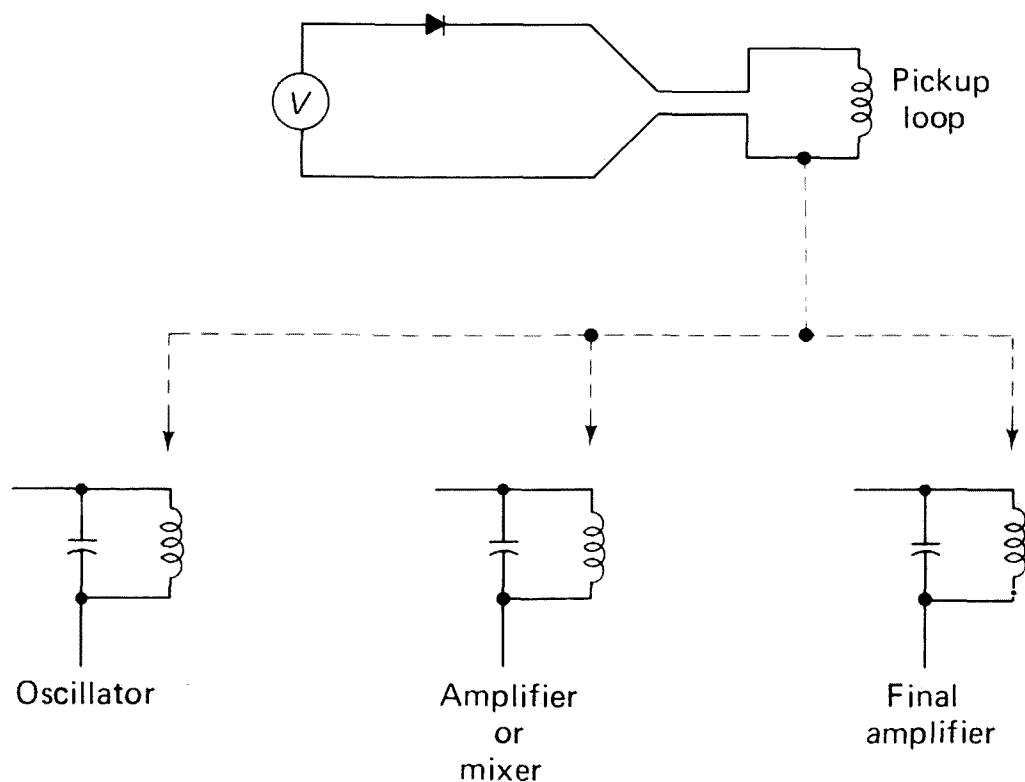 V
Pickup
loop
Oscillator
Amplifier
or
mixer
Final
amplifier